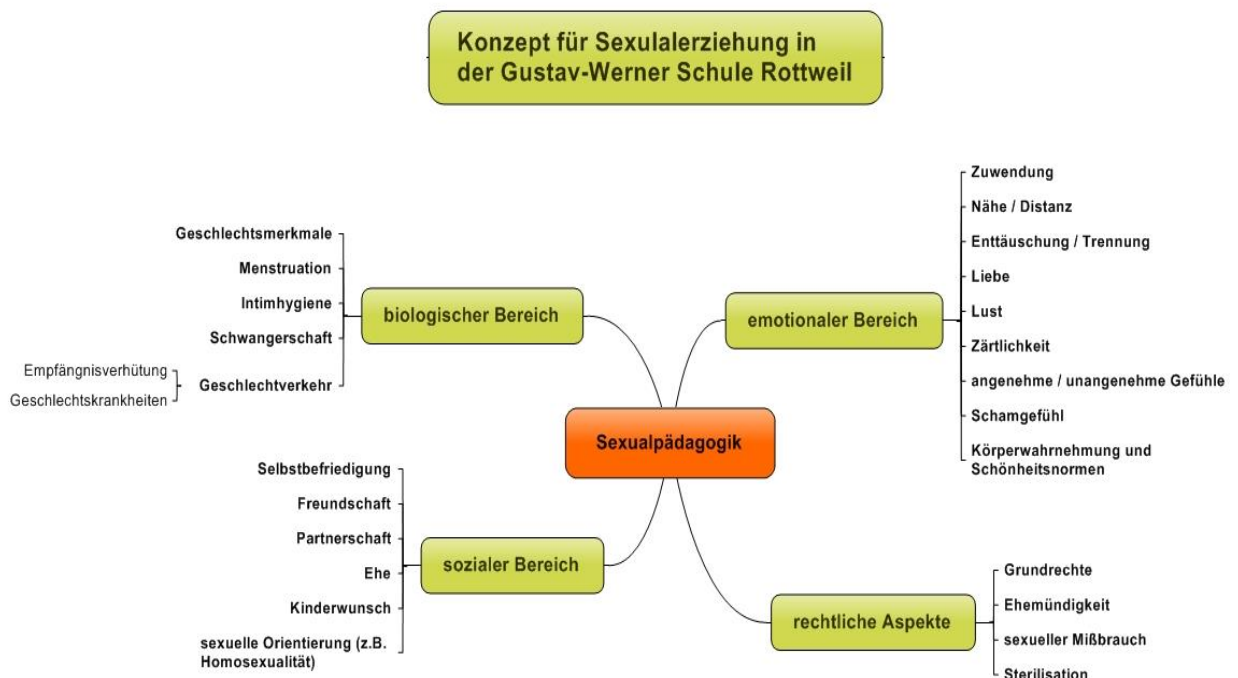 Konzept für Sexulalerziehung in
der Gustav-Werner Schule Rottweil
Geschlechtsmerkmale
Menstruation
Intimhygiene
Schwangerschaft
Geschlechtverkehr
Empfängnisverhütung
Geschlechtskrankheiten
biologischer Bereich
emotionaler Bereich
Zuwendung
Nähe / Distanz
Enttäuschung / Trennung
Liebe
Lust
Zärtlichkeit
angenehme / unangenehme Gefühle
Schamgefühl
Körperwahrnehmung und
Schönheitsnormen
Sexualpädagogik
Selbstbefriedigung
Freundschaft
Partnerschaft
Ehe
Kinderwunsch
sexuelle Orientierung (z.B.
Homosexualität)
sozialer Bereich
rechtliche Aspekte
Grundrechte
Ehemündigkeit
sexueller Mißbrauch
Sterilisation